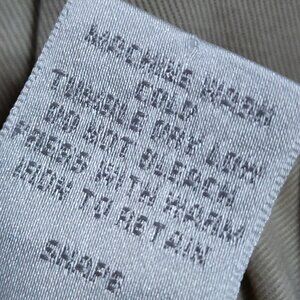 MACHINE WASH
COLD
TUMBLE DRY LOW
DO NOT BLEACH
PRESS WITH WARM
IRON TO RETAIN
SHAPE